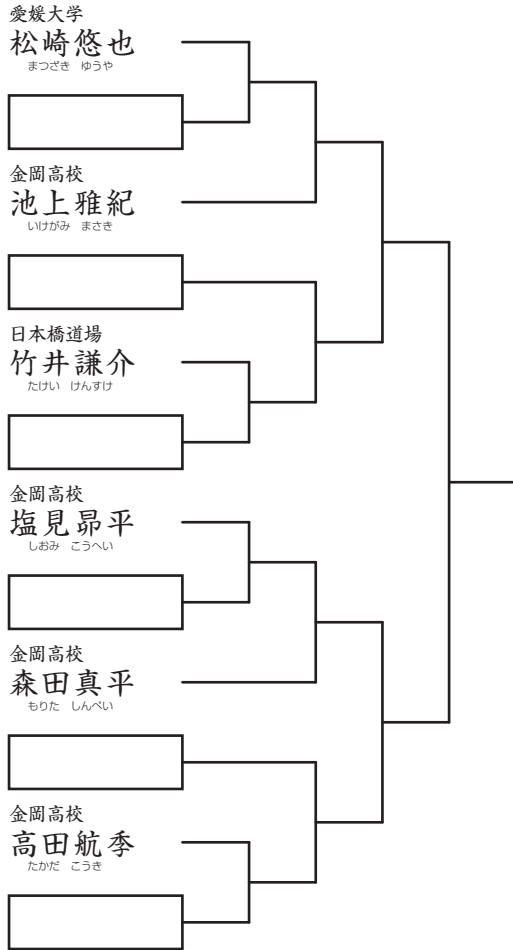 愛媛大学
松崎悠也
まつざき ゆうや
金岡高校
池上雅紀
いけがみ まさき
日本橋道場
竹井謙介
たけい けんすけ
金岡高校
塩見昴平
しおみ こうへい
金岡高校
森田真平
もりた しんぺい
金岡高校
高田航季
たかだ こうき